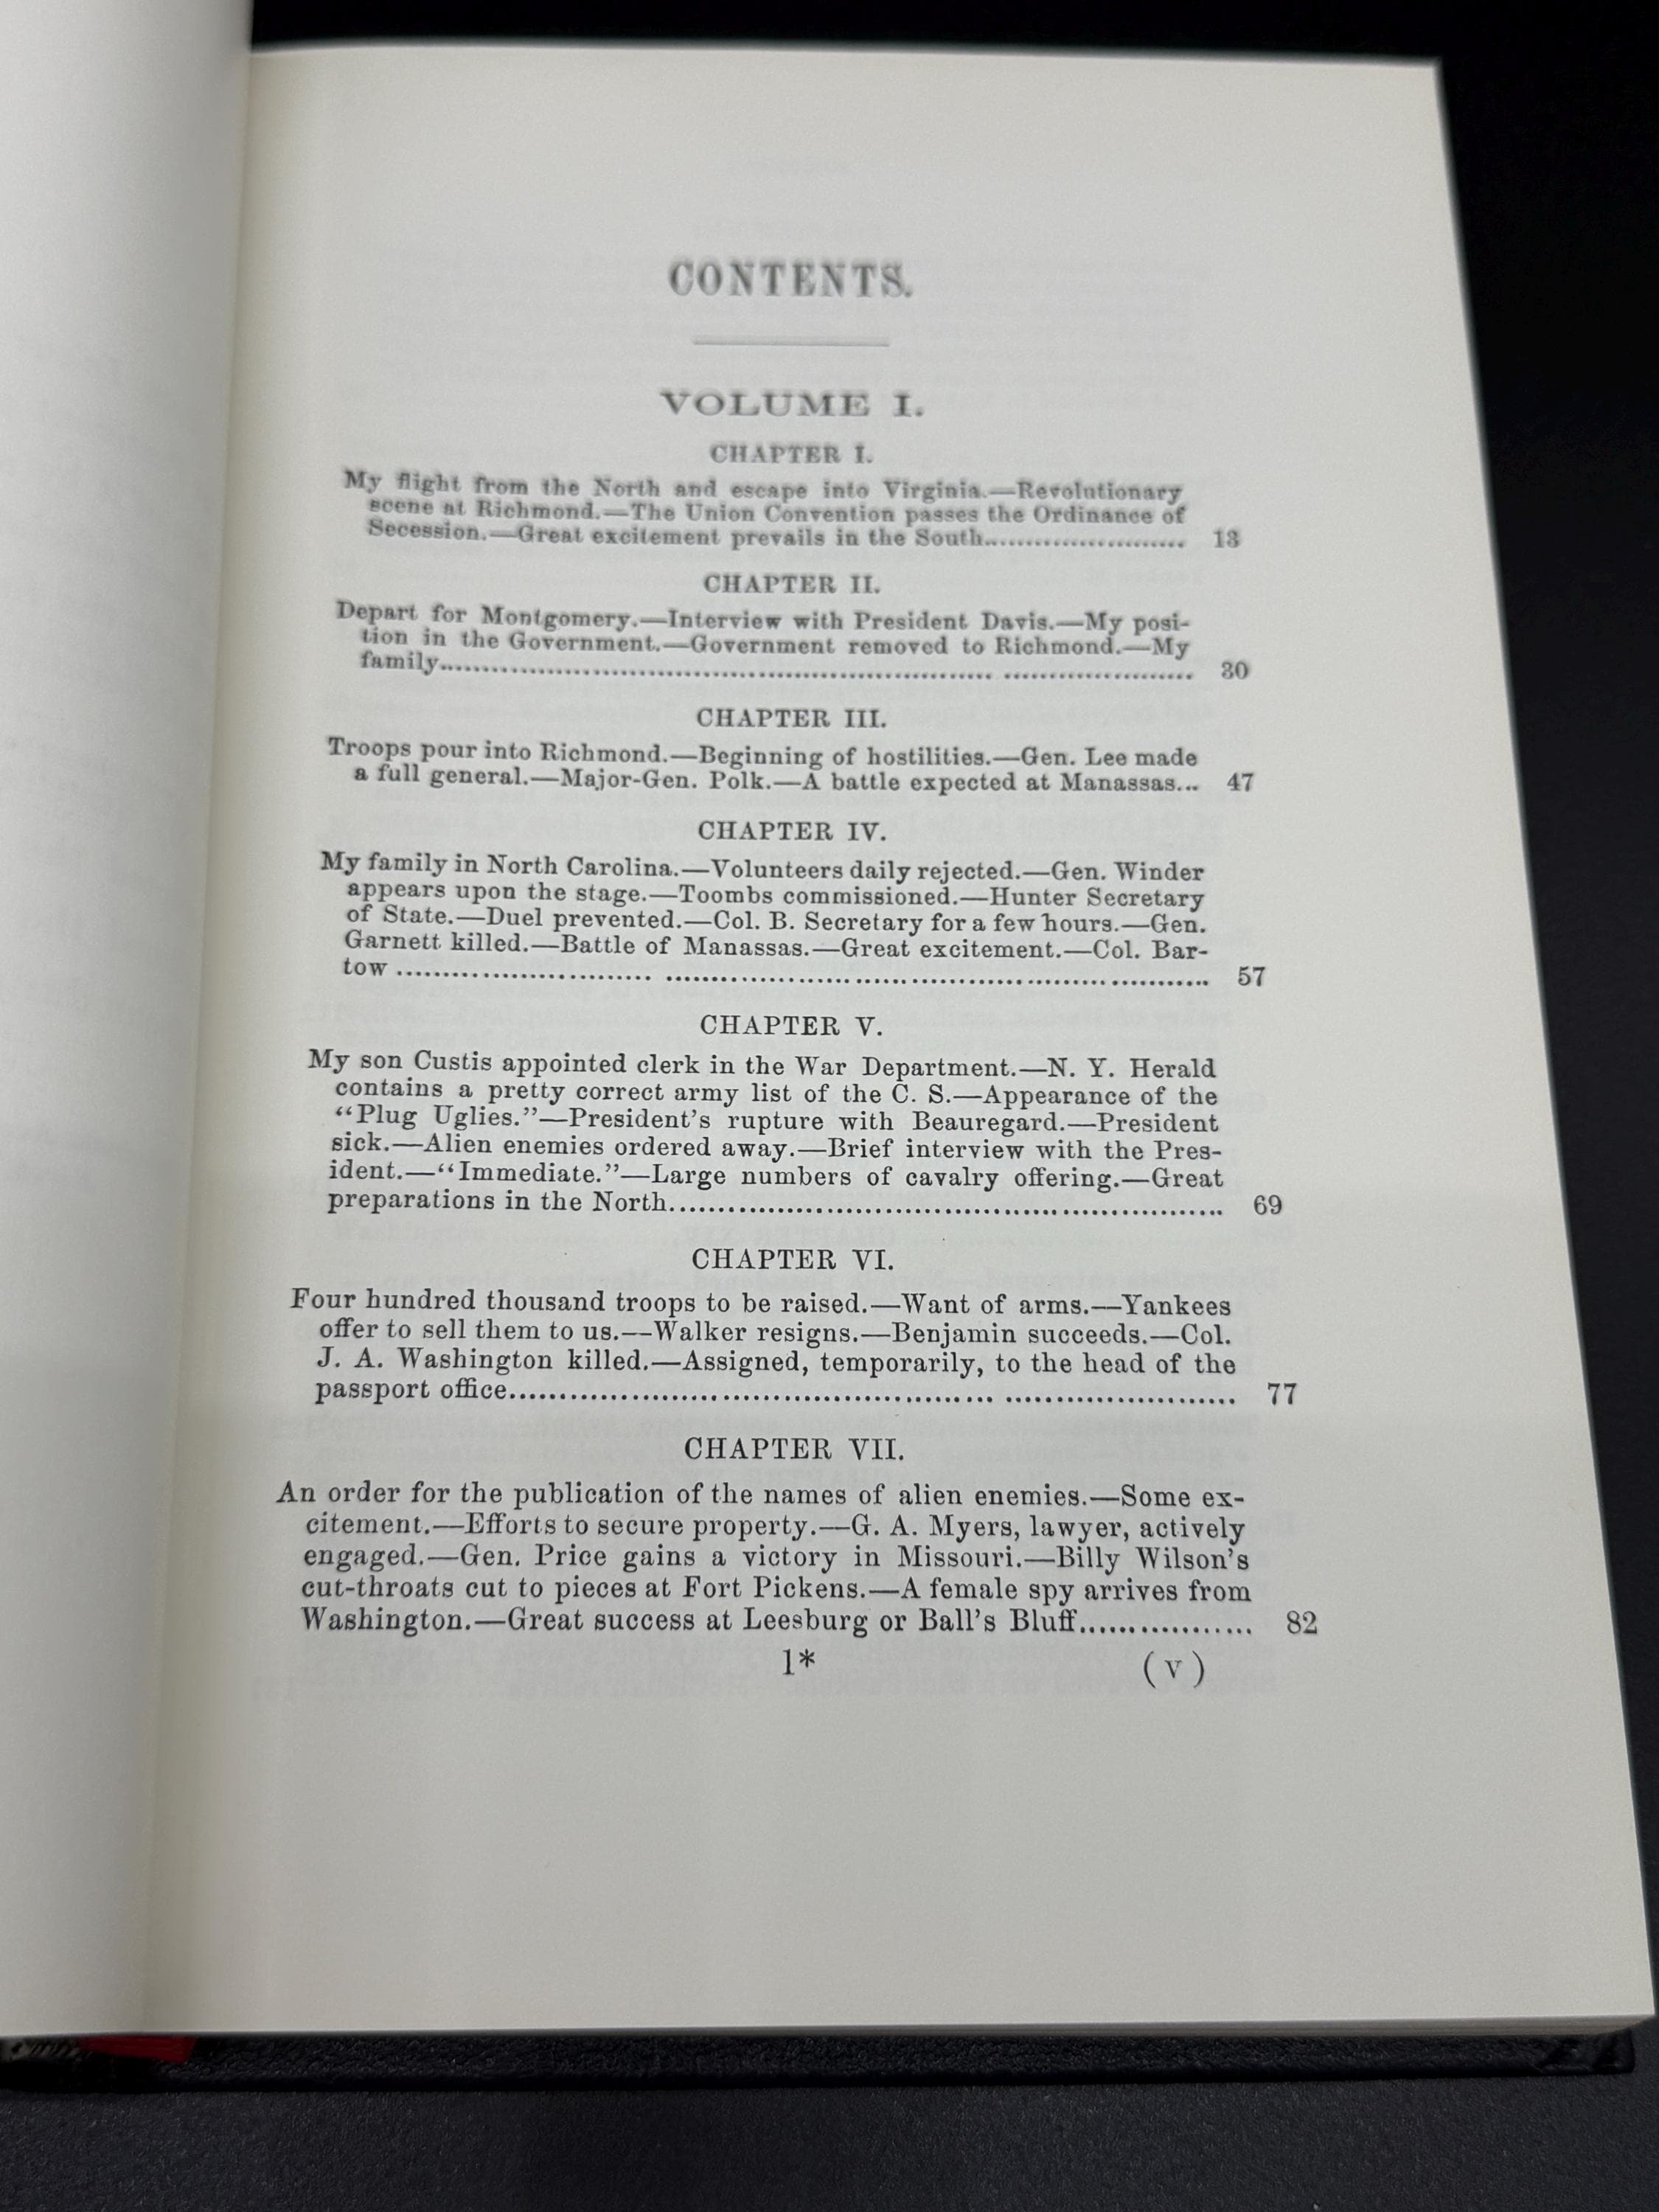 CONTENTS.
VOLUME I.
CHAPTER I.
My flight from the North and escape into Virginia.—Revolutionary
scene at Richmond.—The Union Convention passes the Ordinance of
Secession.—Great excitement prevails in the South........................ 13
CHAPTER II.
Depart for Montgomery.—Interview with President Davis.—My posi-
tion in the Government.—Government removed to Richmond.—My
family.................................................................................... 30
CHAPTER III.
Troops pour into Richmond.—Beginning of hostilities.—Gen. Lee made
a full general.—Major-Gen. Polk.—A battle expected at Manassas... 47
CHAPTER IV.
My family in North Carolina.—Volunteers daily rejected.—Gen. Winder
appears upon the stage.—Toombs commissioned.—Hunter Secretary
of State.—Duel prevented.—Col. B. Secretary for a few hours.—Gen.
Garnett killed.—Battle of Manassas.—Great excitement.—Col. Bar-
tow ........................................................................................ 57
CHAPTER V.
My son Custis appointed clerk in the War Department.—N. Y. Herald
contains a pretty correct army list of the C. S.—Appearance of the
“Plug Uglies.”—President’s rupture with Beauregard.—President
sick.—Alien enemies ordered away.—Brief interview with the Pres-
ident.—“Immediate.”—Large numbers of cavalry offering.—Great
preparations in the North......................................................... 69
CHAPTER VI.
Four hundred thousand troops to be raised.—Want of arms.—Yankees
offer to sell them to us.—Walker resigns.—Benjamin succeeds.—Col.
J. A. Washington killed.—Assigned, temporarily, to the head of the
passport office......................................................................... 77
CHAPTER VII.
An order for the publication of the names of alien enemies.—Some ex-
citement.—Efforts to secure property.—G. A. Myers, lawyer, actively
engaged.—Gen. Price gains a victory in Missouri.—Billy Wilson’s
cut-throats cut to pieces at Fort Pickens.—A female spy arrives from
Washington.—Great success at Leesburg or Ball’s Bluff.................. 82
1* (v)